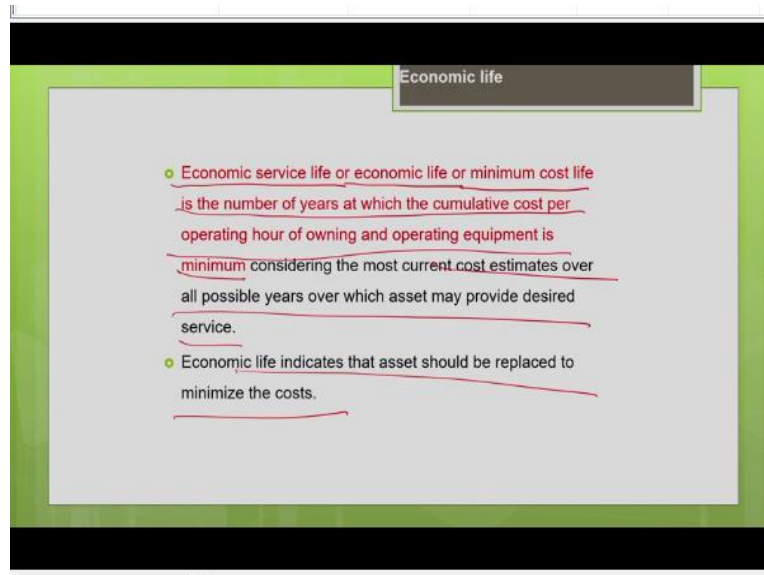 Economic life
Economic service life or economic life or minimum cost life
is the number of years at which the cumulative cost per
operating hour of owning and operating equipment is
minimum considering the most current cost estimates over
all possible years over which asset may provide desired
service.
Economic life indicates that asset should be replaced to
minimize the costs.